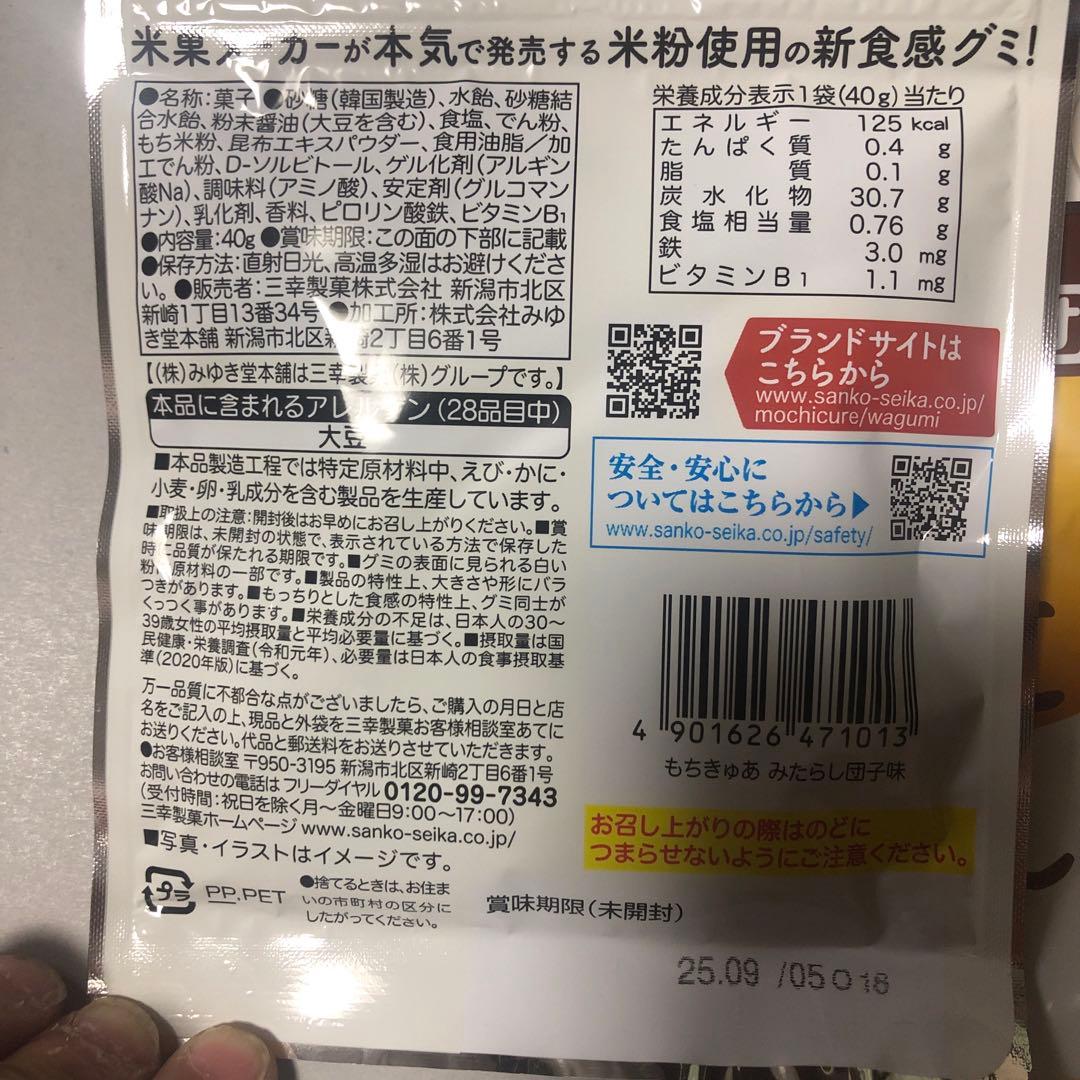 米菓メーカーが本気で発売する米粉使用の新食感グミ!
●名称:菓子 ●砂糖(韓国製造)、水飴、砂糖結
合水飴、粉末醤油(大豆を含む)、食塩、でん粉、
もち米粉、昆布エキスパウダー、食用油脂/加
工でん粉、D-ソルビトール、ゲル化剤(アルギン
酸Na)、調味料(アミノ酸)、安定剤(グルコマン
ナン)、乳化剤、香料、ピロリン酸鉄、ビタミンB1
●内容量:40g ●賞味期限:この面の下部に記載
●保存方法:直射日光、高温多湿はお避けくださ
い。●販売者:三幸製菓株式会社 新潟市北区
新崎1丁目13番34号 ●加工所:株式会社みゆ
き堂本舗 新潟市北区新崎2丁目6番1号
【(株)みゆき堂本舗は三幸製菓(株)グループです。】
本品に含まれるアレルゲン(28品目中)
大豆
■本品製造工程では特定原材料中、えび・かに・
小麦・卵・乳成分を含む製品を生産しています。
■取扱上の注意:開封後はお早めにお召し上がりください。■賞
味期限は、未開封の状態で、表示されている方法で保存した
時に品質が保たれる期限です。■グミの表面に見られる白い
粉は原材料の一部です。■製品の特性上、大きさや形にバラ
つきがあります。■もっちりとした食感の特性上、グミ同士が
くっつく事があります。■栄養成分の不足は、日本人の30〜
39歳女性の平均摂取量と平均必要量に基づく。■摂取量は国
民健康・栄養調査(令和元年)、必要量は日本人の食事摂取基
準(2020年版)に基づく。
万一品質に不都合な点がございましたら、ご購入の月日と店
名をご記入の上、現品と外袋を三幸製菓お客様相談室あてに
お送りください。代品と郵送料をお送りさせていただきます。
●お客様相談室 〒950-3195 新潟市北区新崎2丁目6番1号
お問い合わせの電話は フリーダイヤル 0120-99-7343
(受付時間:祝日を除く月〜金曜日9:00〜17:00)
三幸製菓ホームページ www.sanko-seika.co.jp/
■写真・イラストはイメージです。
プラ PP.PET
●捨てるときは、お住ま
いの市町村の区分に
したがってください。
栄養成分表示1袋(40g)当たり
エネルギー 125 kcal
たんぱく質 0.4 g
脂質 0.1 g
炭水化物 30.7 g
食塩相当量 0.76 g
鉄 3.0 mg
ビタミンB1 1.1 mg
ブランドサイトは
こちらから
www.sanko-seika.co.jp/
mochicure/wagumi
安全・安心に
ついてはこちらから▶
www.sanko-seika.co.jp/safety/
4 901626 471013
もちきゅあ みたらし団子味
お召し上がりの際はのどに
つまらせないようにご注意ください。
賞味期限(未開封)
25.09 /05 O 18